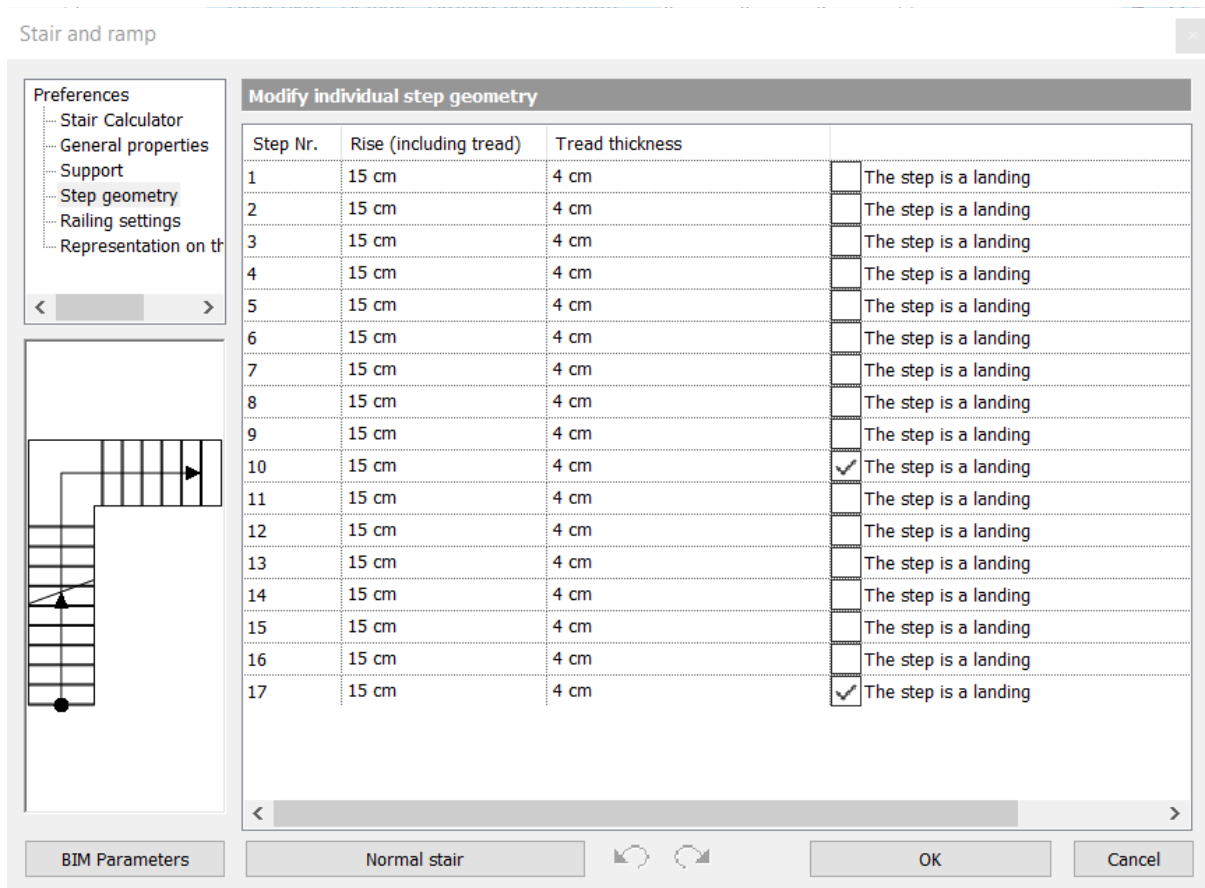 Stair and ramp
Preferences
Stair Calculator
General properties
Support
Step geometry
Railing settings
Representation on th
Modify individual step geometry
Step Nr. Rise (including tread) Tread thickness
1 15 cm 4 cm The step is a landing
2 15 cm 4 cm The step is a landing
3 15 cm 4 cm The step is a landing
4 15 cm 4 cm The step is a landing
5 15 cm 4 cm The step is a landing
6 15 cm 4 cm The step is a landing
7 15 cm 4 cm The step is a landing
8 15 cm 4 cm The step is a landing
9 15 cm 4 cm The step is a landing
10 15 cm 4 cm The step is a landing
11 15 cm 4 cm The step is a landing
12 15 cm 4 cm The step is a landing
13 15 cm 4 cm The step is a landing
14 15 cm 4 cm The step is a landing
15 15 cm 4 cm The step is a landing
16 15 cm 4 cm The step is a landing
17 15 cm 4 cm The step is a landing
BIM Parameters Normal stair OK Cancel